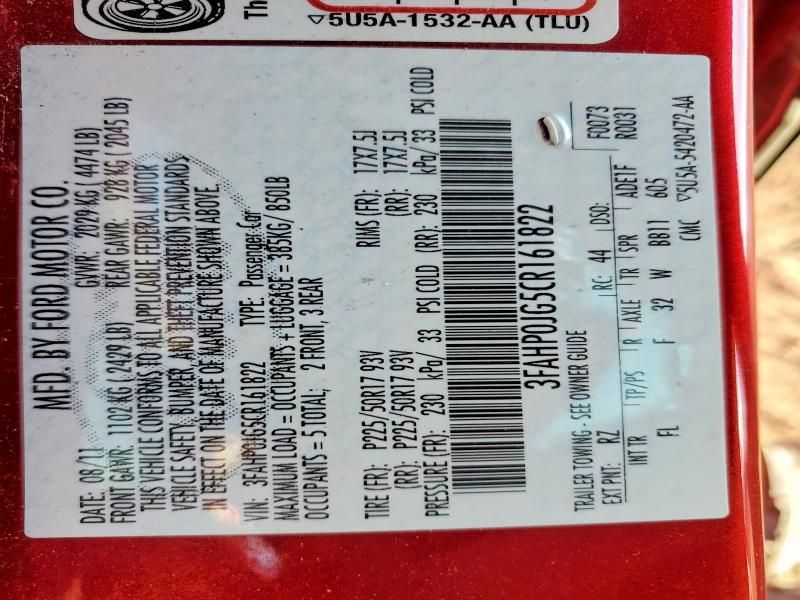 Th
▽5U5A-1532-AA (TLU)
MFD. BY FORD MOTOR CO.
DATE: 08/11 GVWR: 2029 KG ( 4474 LB)
FRONT GAWR: 1102 KG ( 2429 LB) REAR GAWR: 928 KG ( 2045 LB)
THIS VEHICLE CONFORMS TO ALL APPLICABLE FEDERAL MOTOR
VEHICLE SAFETY, BUMPER, AND THEFT PREVENTION STANDARDS
IN EFFECT ON THE DATE OF MANUFACTURE SHOWN ABOVE.
VIN: 3FAHP0JG5CR161822 TYPE: Passenger Car
MAXIMUM LOAD = OCCUPANTS + LUGGAGE = 385KG/ 850LB
OCCUPANTS = 5 TOTAL; 2 FRONT, 3 REAR
TIRE (FR): P225/50R17 93V RIMS (FR): 17X7.5J
(RR): P225/50R17 93V (RR): 17X7.5J
PRESSURE (FR): 230 kPa/ 33 PSI COLD (RR): 230 kPa/ 33 PSI COLD
3FAHP0JG5CR161822
F0073
R0031
TRAILER TOWING - SEE OWNER GUIDE
EXT PNT: RZ RC: 44 DSO:
INT TR TP/PS R AXLE TR SPR ADE1F
FL F 32 W BB11 605
CMC ▽5U5A-5420472-AA